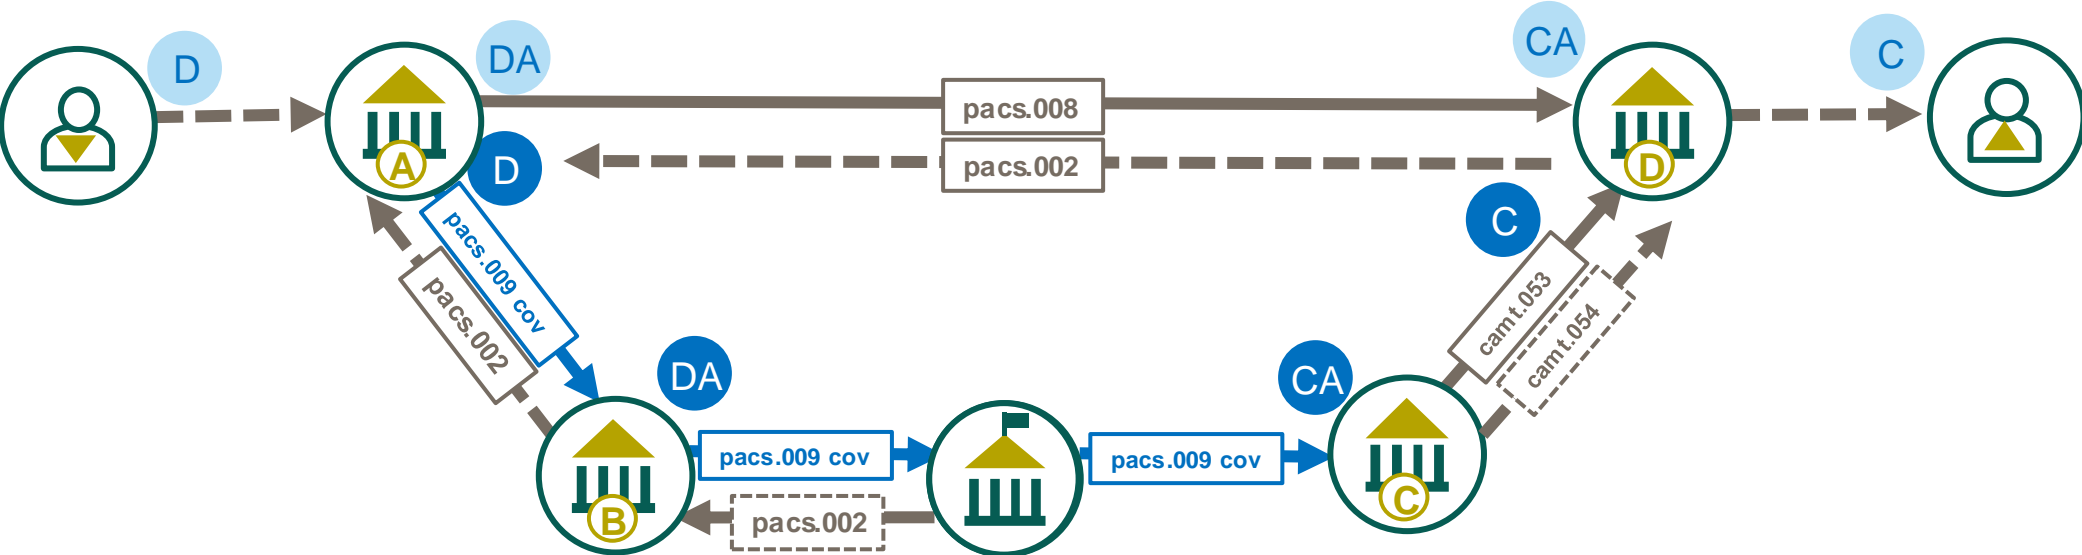 D
DA
CA
C
pacs.008
pacs.002
A
D
D
C
pacs.009 cov
pacs.002
camt.053
camt.054
DA
CA
pacs.009 cov
pacs.009 cov
B
pacs.002
C